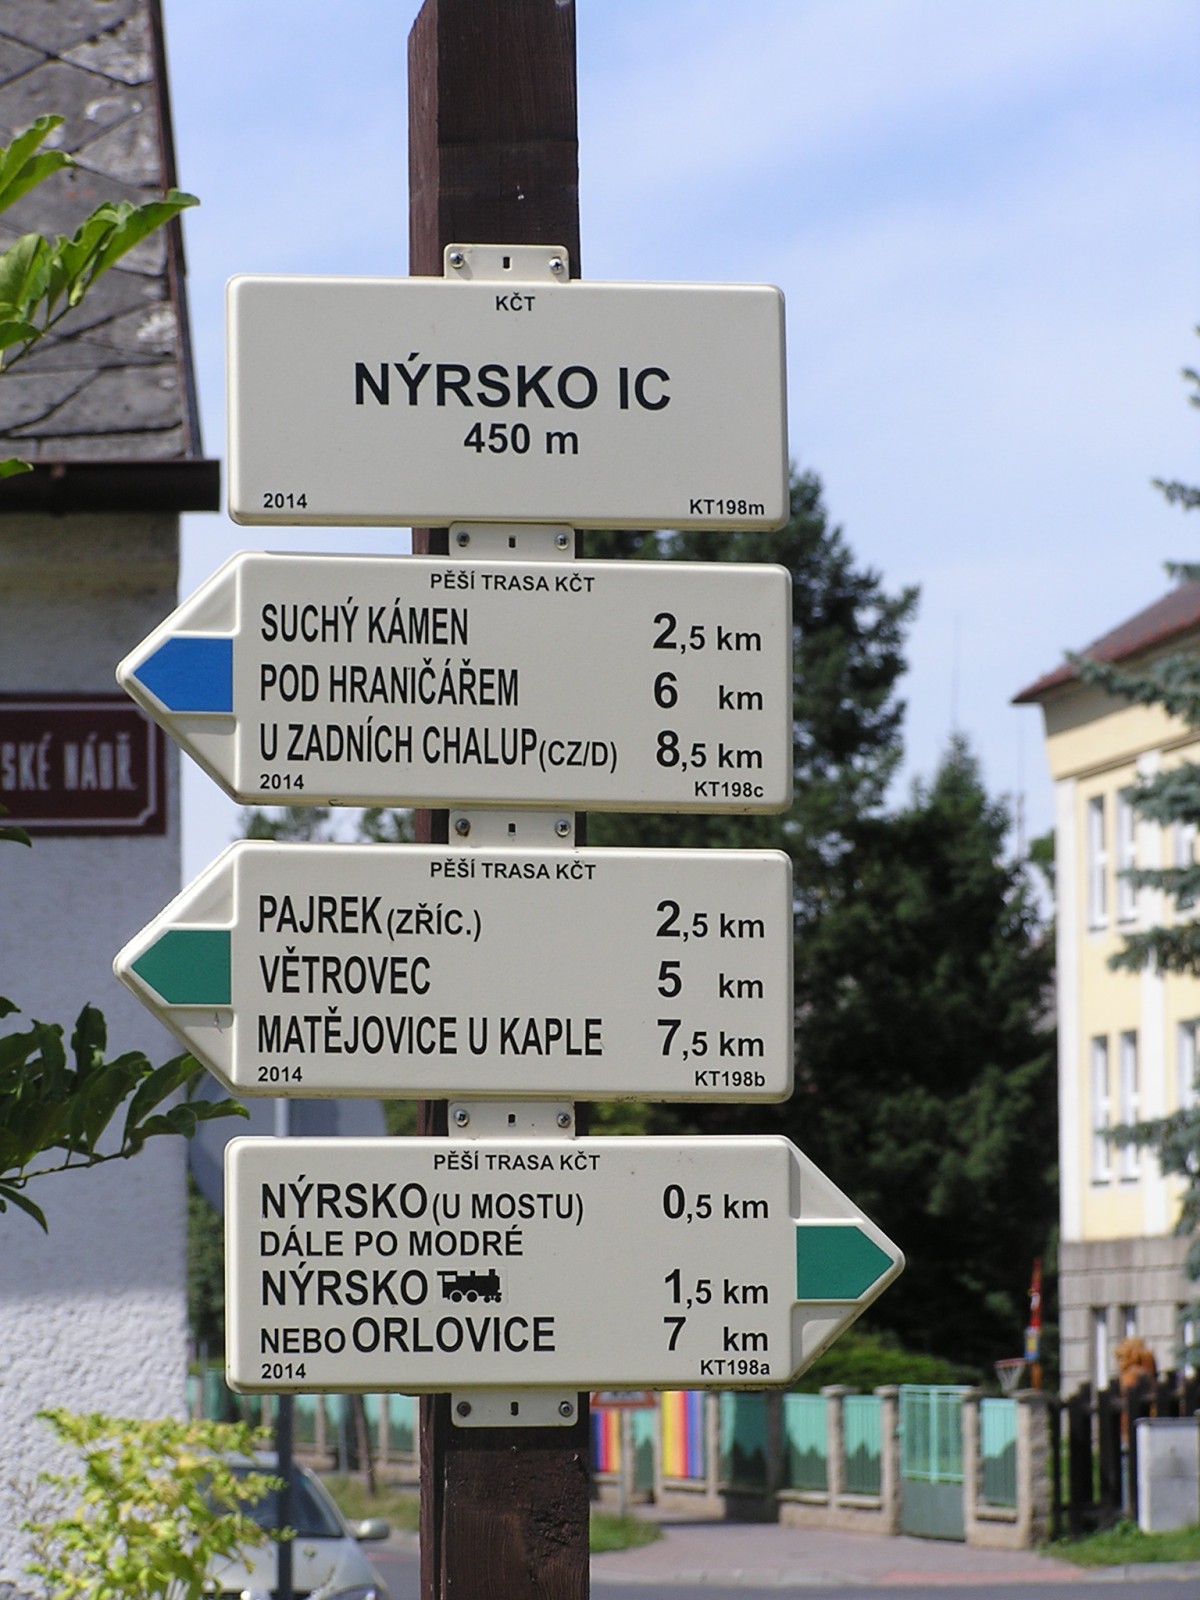 KČT
NÝRSKO IC
450 m
2014 KT198m
PĚŠÍ TRASA KČT
SUCHÝ KÁMEN 2,5 km
POD HRANIČÁŘEM 6 km
U ZADNÍCH CHALUP (CZ/D) 8,5 km
2014 KT198c
SKÉ NÁDŘ.
PĚŠÍ TRASA KČT
PAJREK (ZŘÍC.) 2,5 km
VĚTROVEC 5 km
MATĚJOVICE U KAPLE 7,5 km
2014 KT198b
PĚŠÍ TRASA KČT
NÝRSKO (U MOSTU) 0,5 km
DÁLE PO MODRÉ
NÝRSKO 1,5 km
NEBO ORLOVICE 7 km
2014 KT198a